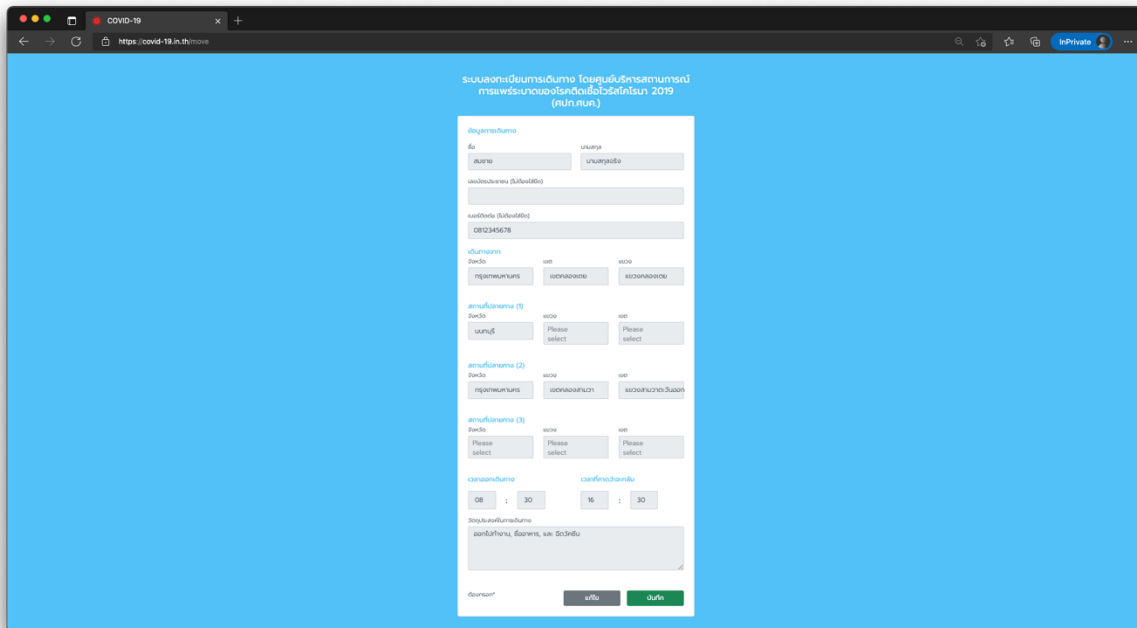 COVID-19
https://covid-19.in.th/move
InPrivate
ระบบลงทะเบียนการเดินทาง โดยศูนย์บริหารสถานการณ์
การแพร่ระบาดของโรคติดเชื้อไวรัสโคโรนา 2019
(ศปก.ศบค.)
ข้อมูลการเดินทาง
ชื่อ นามสกุล
สมชาย นามสกุลจริง
เลขบัตรประชาชน (ไม่ต้องใส่ขีด)
เบอร์ติดต่อ (ไม่ต้องใส่ขีด)
0812345678
เดินทางจาก
จังหวัด เขต แขวง
กรุงเทพมหานคร เขตคลองเตย แขวงคลองเตย
สถานที่ปลายทาง (1)
จังหวัด แขวง เขต
นนทบุรี Please select Please select
สถานที่ปลายทาง (2)
จังหวัด แขวง เขต
กรุงเทพมหานคร เขตคลองสามวา แขวงสามวาตะวันออก
สถานที่ปลายทาง (3)
จังหวัด แขวง เขต
Please select Please select Please select
เวลาออกเดินทาง เวลาที่คาดว่าจะกลับ
08 : 30 16 : 30
วัตถุประสงค์ในการเดินทาง
ออกไปทำงาน, ซื้ออาหาร, และ ฉีดวัคซีน
ต้องกรอก* แก้ไข บันทึก